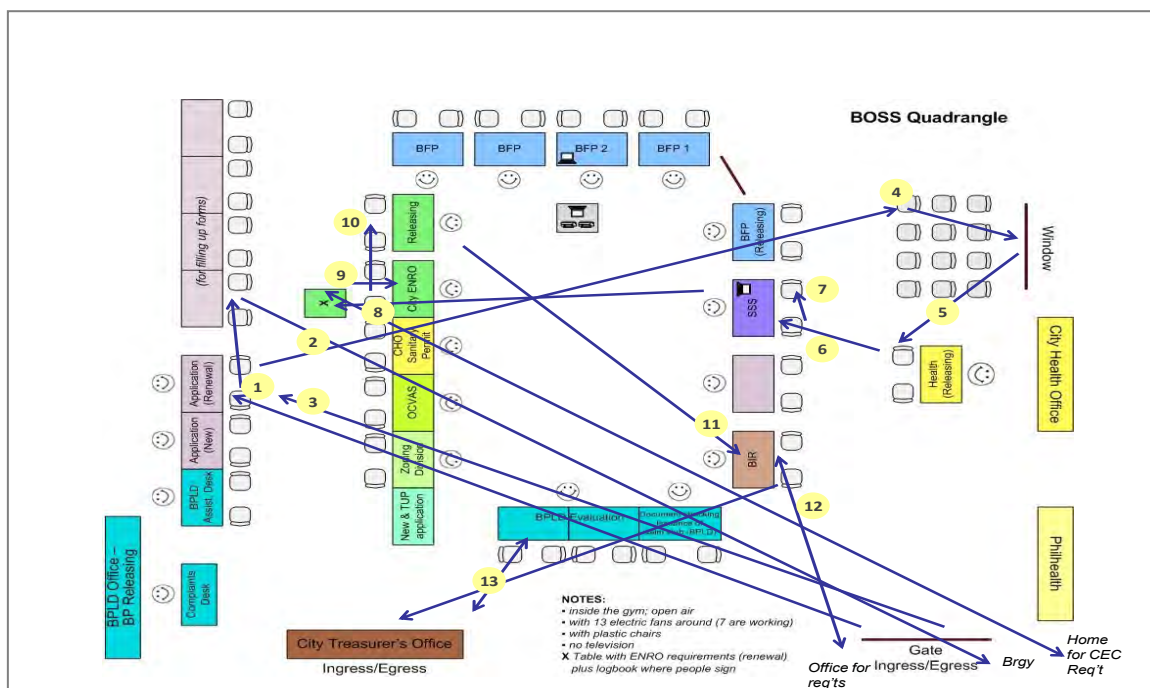 BOSS Quadrangle
BFP
BFP
BFP 2
BFP 1
4
10
Releasing
BFP
(Releasing)
Window
(for filling up forms)
9
City ENRO
X
8
SSS
7
5
2
CHO
Sanitary
Permit
6
City Health Office
Health
(Releasing)
Application
(Renewal)
1
3
OCVAS
11
Application
(New)
Zoning
Division
BIR
BPLD
Assist. Desk
12
New & TUP
application
BPLD Evaluation
Document checking
BPLD Office –
BP Releasing
Complaints
Desk
13
Philhealth
NOTES:
• inside the gym; open air
• with 13 electric fans around (7 are working)
• with plastic chairs
• no television
X Table with ENRO requirements (renewal)
plus logbook where people sign
City Treasurer's Office
Ingress/Egress
Gate
Ingress/Egress
Office for
req'ts
Brgy
Home
for CEC
Req't